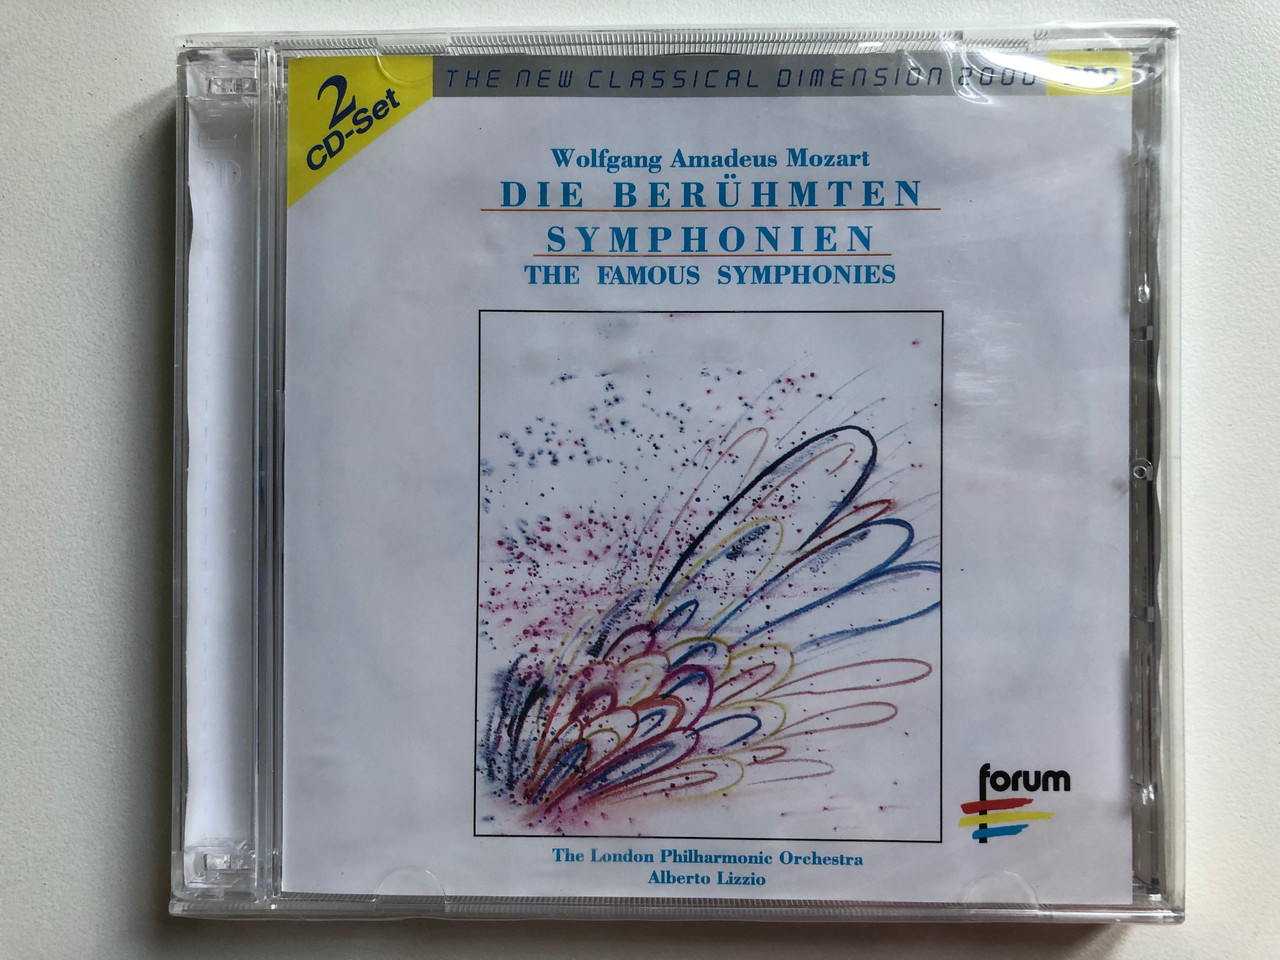 2
CD-Set
THE NEW CLASSICAL DIMENSION 2000
Wolfgang Amadeus Mozart
DIE BERÜHMTEN
SYMPHONIEN
THE FAMOUS SYMPHONIES
forum
The London Philharmonic Orchestra
Alberto Lizzio